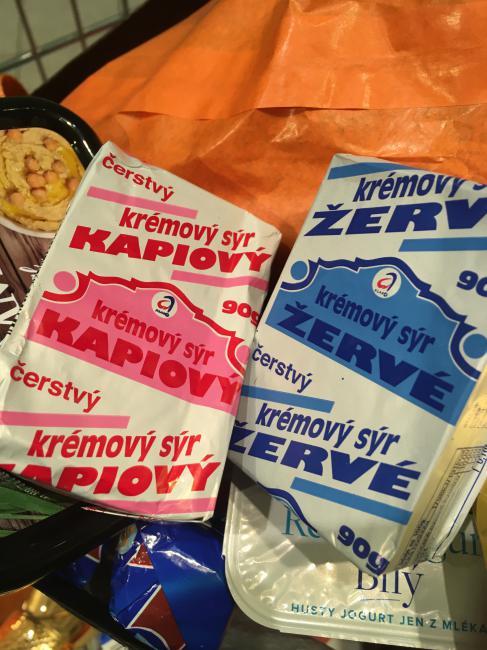 čerstvý
krémový sýr
KAPIOVÝ
90g
krémový sýr
KAPIOVÝ
čerstvý
krémový sýr
KAPIOVÝ
krémový sýr
ŽERVÉ
90g
krémový sýr
ŽERVÉ
čerstvý
krémový sýr
ŽERVÉ
90g
Bílý
HUSTÝ JOGURT JEN Z MLÉKA